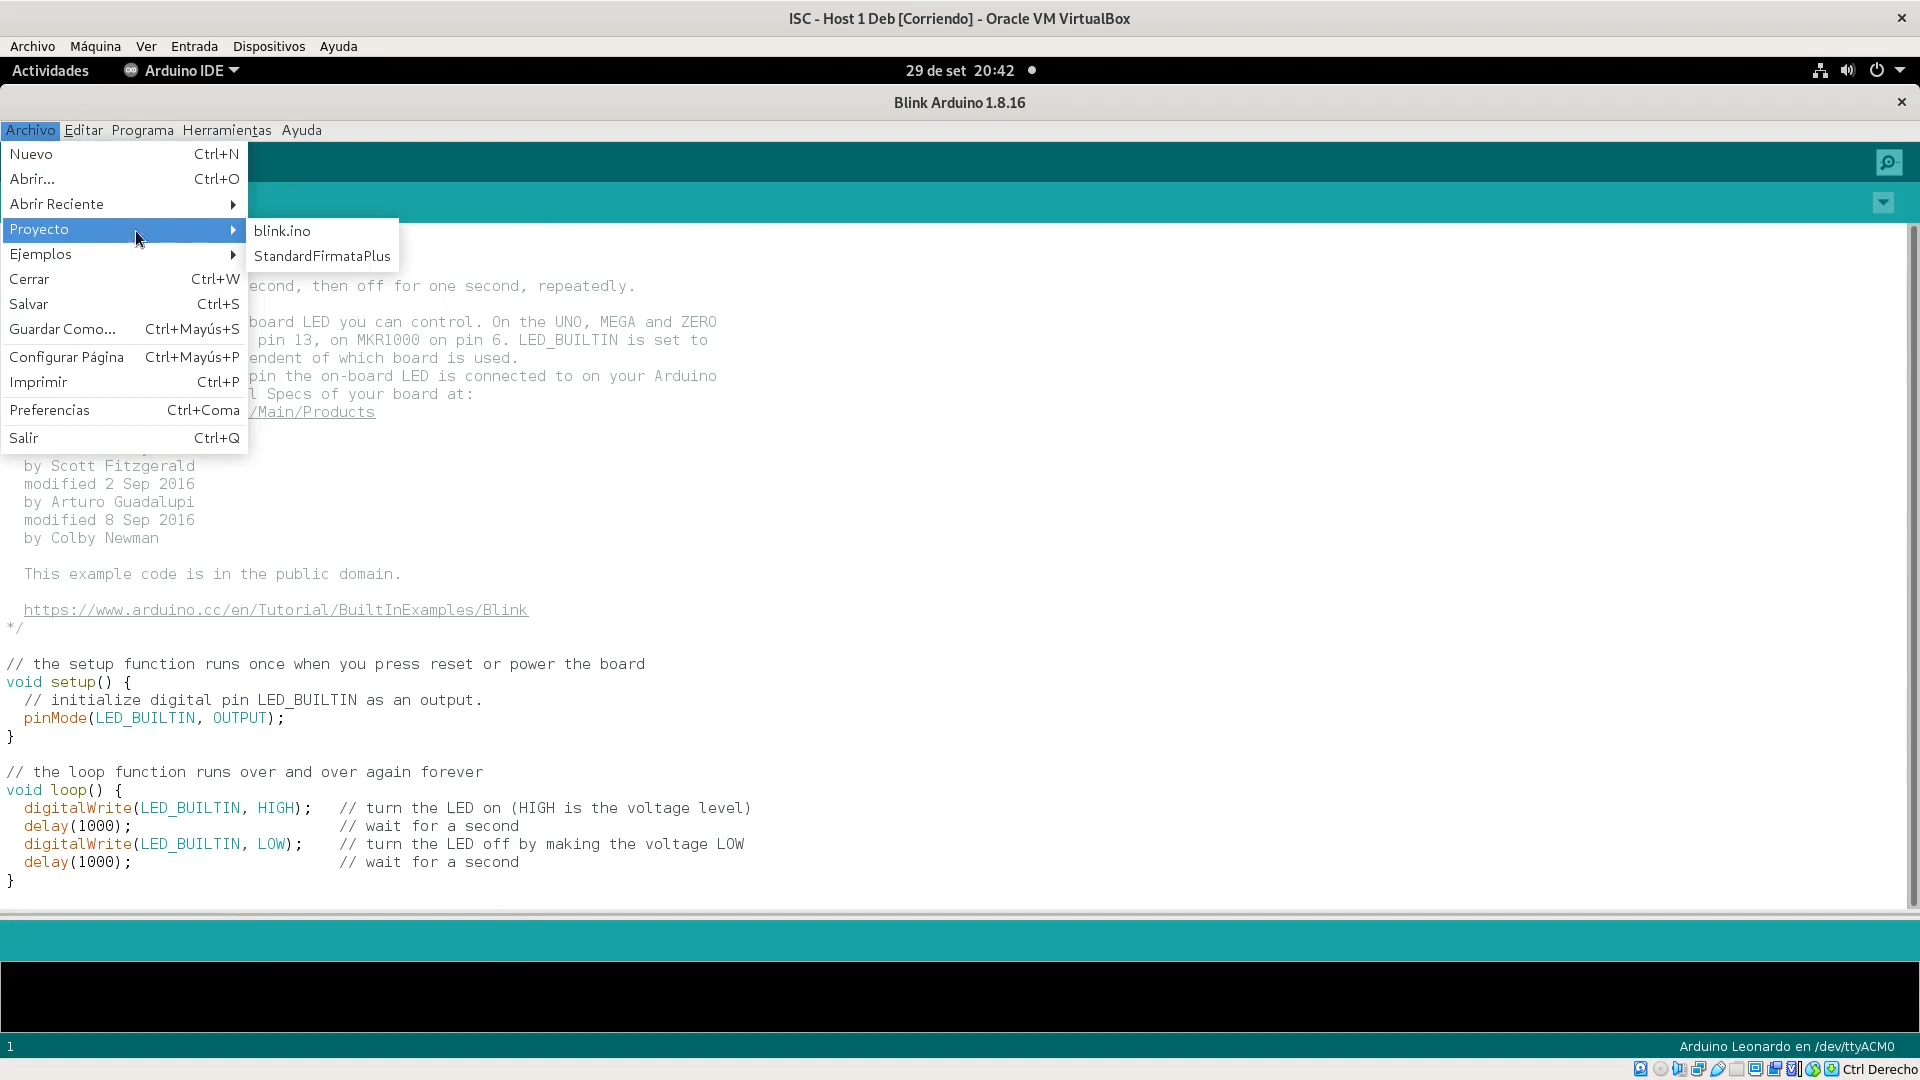 ISC - Host 1 Deb [Corriendo] - Oracle VM VirtualBox
Archivo Máquina Ver Entrada Dispositivos Ayuda
Actividades Arduino IDE 29 de set 20:42
Blink Arduino 1.8.16
Archivo Editar Programa Herramientas Ayuda
Nuevo Ctrl+N
Abrir... Ctrl+O
Abrir Reciente
Proyecto
Ejemplos
Cerrar Ctrl+W
Salvar Ctrl+S
Guardar Como... Ctrl+Mayús+S
Configurar Página Ctrl+Mayús+P
Imprimir Ctrl+P
Preferencias Ctrl+Coma
Salir Ctrl+Q
blink.ino
StandardFirmataPlus
econd, then off for one second, repeatedly.
board LED you can control. On the UNO, MEGA and ZERO
pin 13, on MKR1000 on pin 6. LED_BUILTIN is set to
endent of which board is used.
pin the on-board LED is connected to on your Arduino
l Specs of your board at:
/Main/Products
by Scott Fitzgerald
modified 2 Sep 2016
by Arturo Guadalupi
modified 8 Sep 2016
by Colby Newman
This example code is in the public domain.
https://www.arduino.cc/en/Tutorial/BuiltInExamples/Blink
*/
// the setup function runs once when you press reset or power the board
void setup() {
// initialize digital pin LED_BUILTIN as an output.
pinMode(LED_BUILTIN, OUTPUT);
}
// the loop function runs over and over again forever
void loop() {
digitalWrite(LED_BUILTIN, HIGH); // turn the LED on (HIGH is the voltage level)
delay(1000); // wait for a second
digitalWrite(LED_BUILTIN, LOW); // turn the LED off by making the voltage LOW
delay(1000); // wait for a second
}
1 Arduino Leonardo en /dev/ttyACM0
Ctrl Derecho